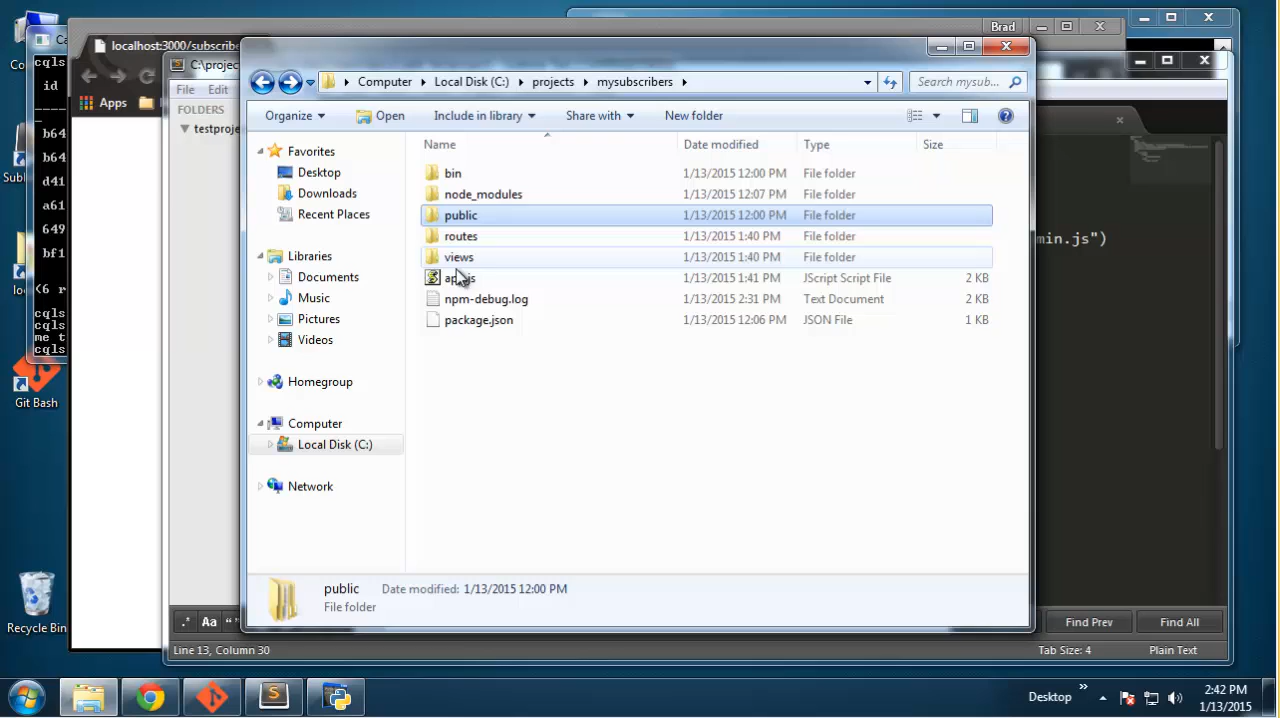 Brad
localhost:3000/subscribe
Apps
C:\project
File Edit
FOLDERS
testproje
cqls
id
b64
b64
d41
a61
649
bf1
(6 r
cqls
cqls
me t
cqls
Git Bash
Recycle Bin
Computer Local Disk (C:) projects mysubscribers
Search mysub...
Organize Open Include in library Share with New folder
Name Date modified Type Size
bin 1/13/2015 12:00 PM File folder
node_modules 1/13/2015 12:07 PM File folder
public 1/13/2015 12:00 PM File folder
routes 1/13/2015 1:40 PM File folder
views 1/13/2015 1:40 PM File folder
1/13/2015 1:41 PM JScript Script File 2 KB
npm-debug.log 1/13/2015 2:31 PM Text Document 2 KB
package.json 1/13/2015 12:06 PM JSON File 1 KB
Favorites
Desktop
Downloads
Recent Places
Libraries
Documents
Music
Pictures
Videos
Homegroup
Computer
Local Disk (C:)
Network
min.js")
public Date modified: 1/13/2015 12:00 PM
File folder
.* Aa “”
Find Prev Find All
Line 13, Column 30 Tab Size: 4 Plain Text
Desktop » 2:42 PM
1/13/2015